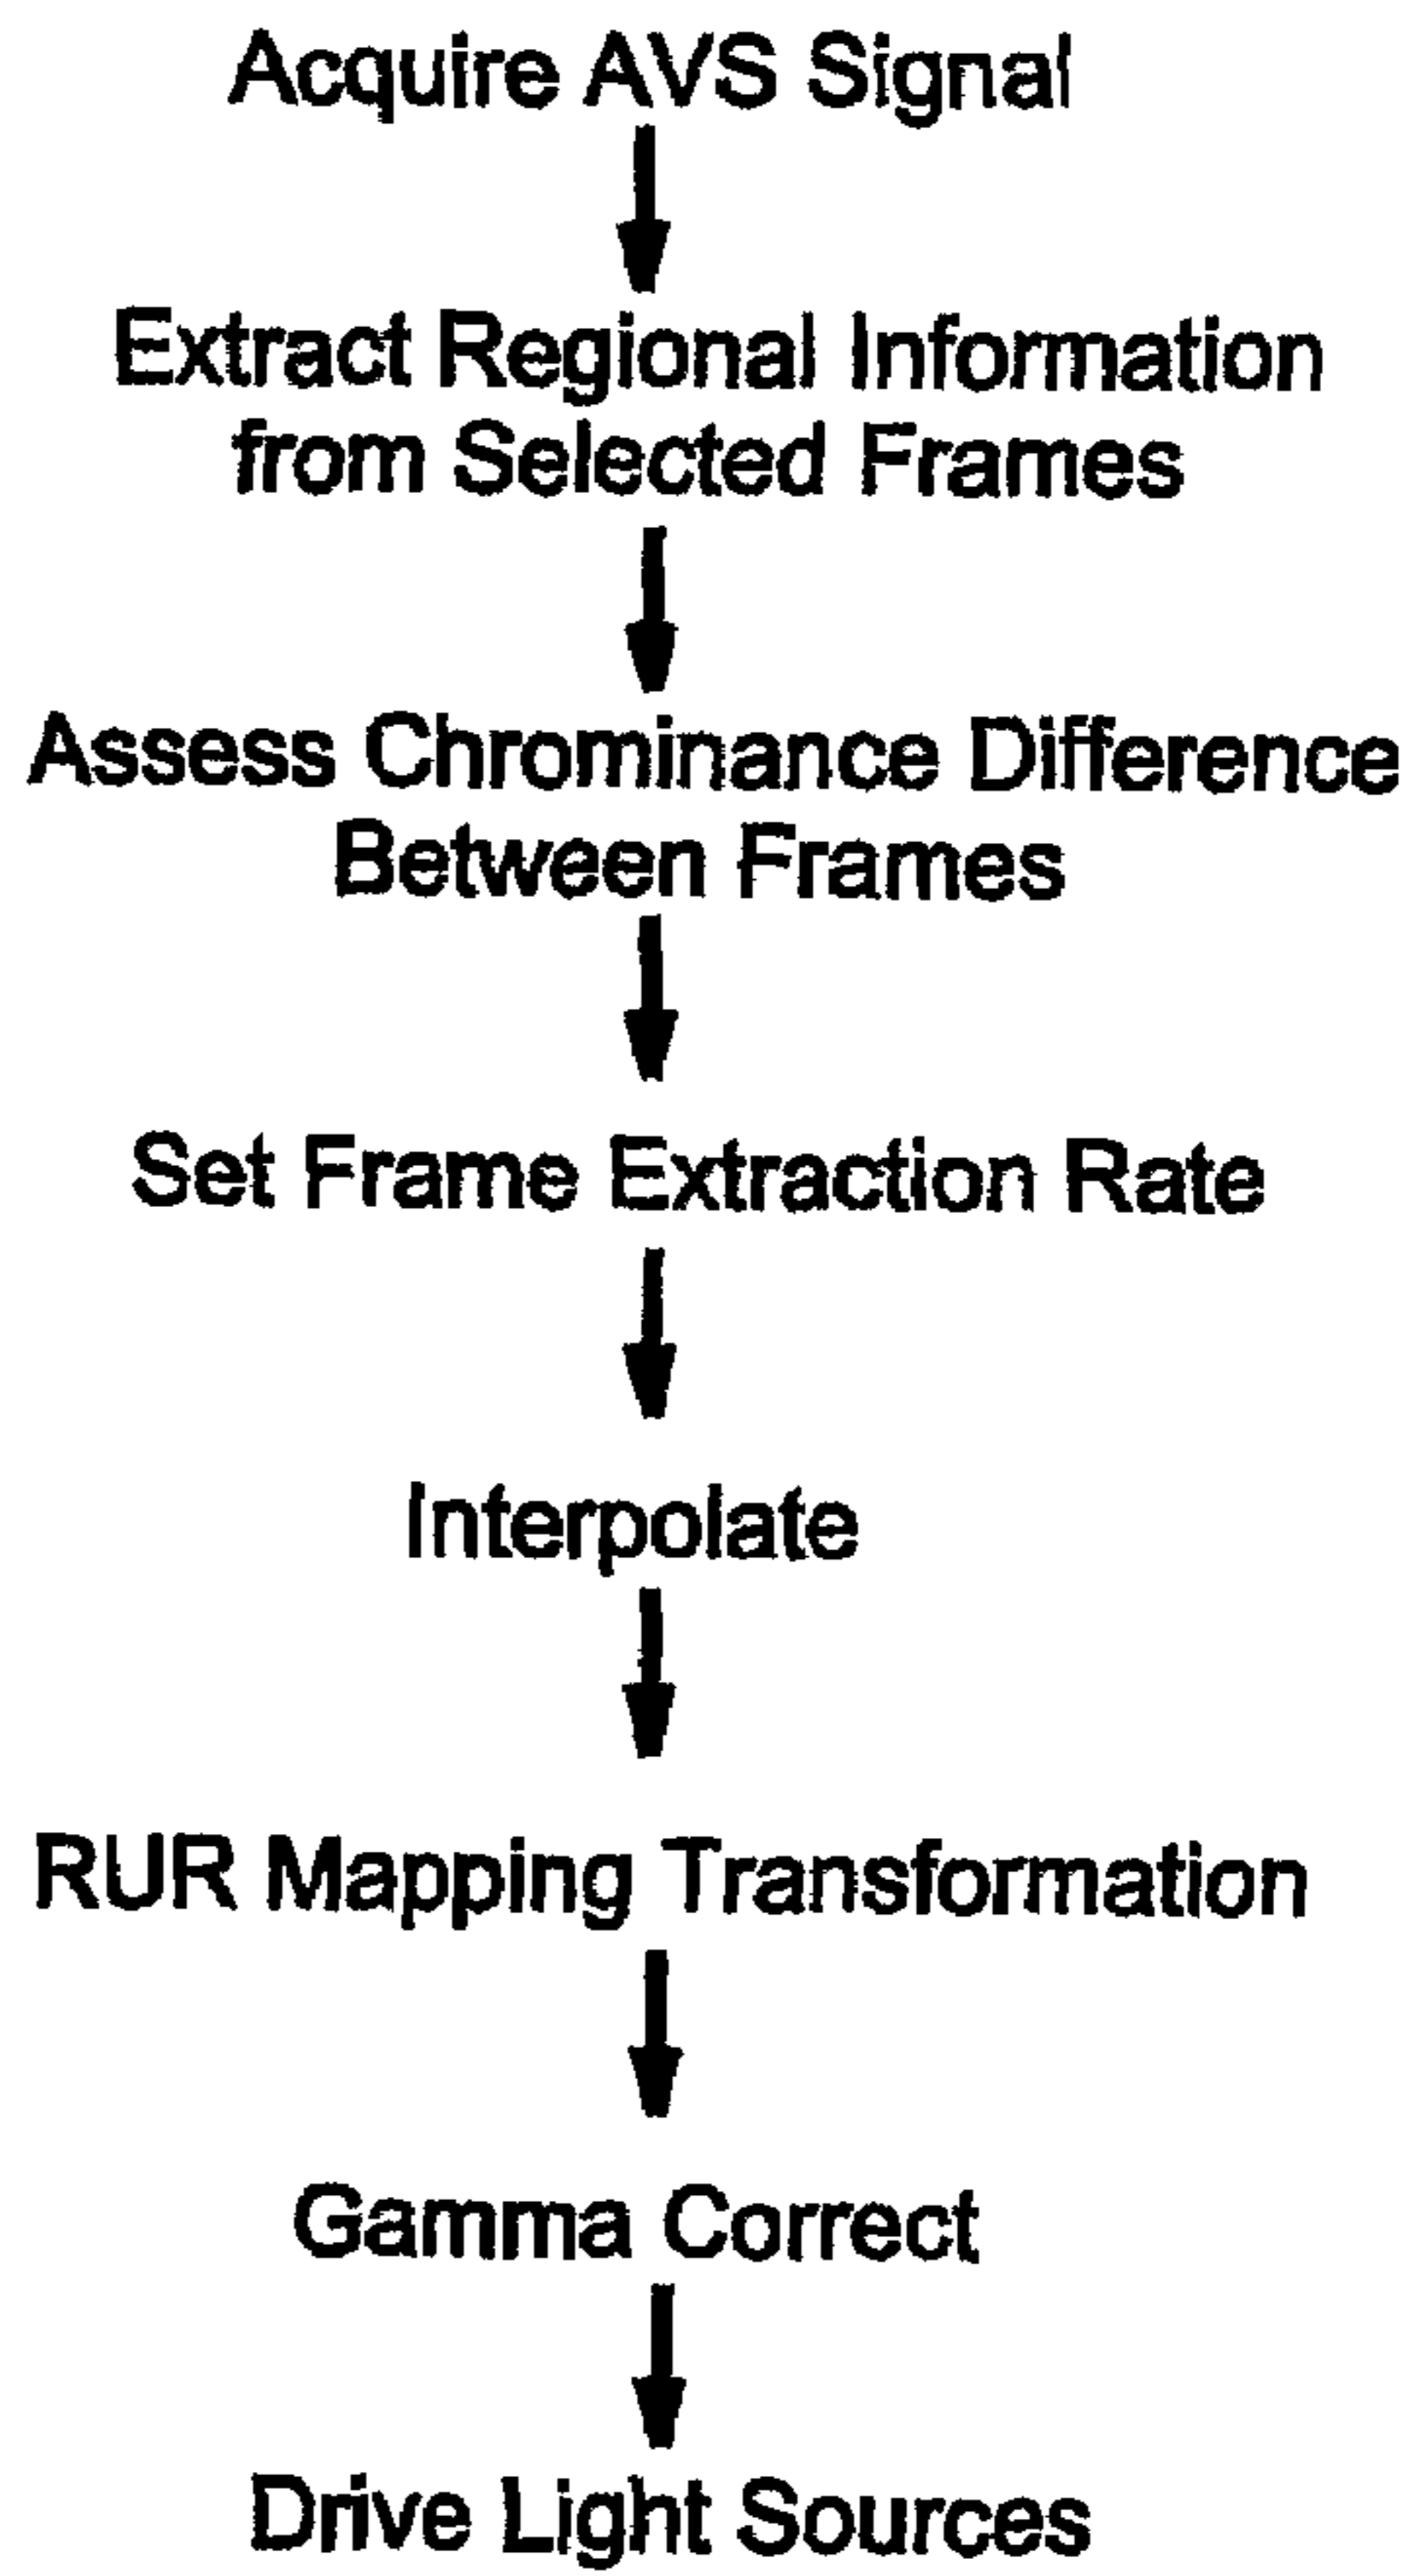 Acquire AVS Signal
Extract Regional Information
from Selected Frames
Assess Chrominance Difference
Between Frames
Set Frame Extraction Rate
Interpolate
RUR Mapping Transformation
Gamma Correct
Drive Light Sources